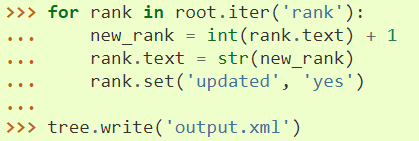 >>> for rank in root.iter('rank'):
...     new_rank = int(rank.text) + 1
...     rank.text = str(new_rank)
...     rank.set('updated', 'yes')
...
>>> tree.write('output.xml')